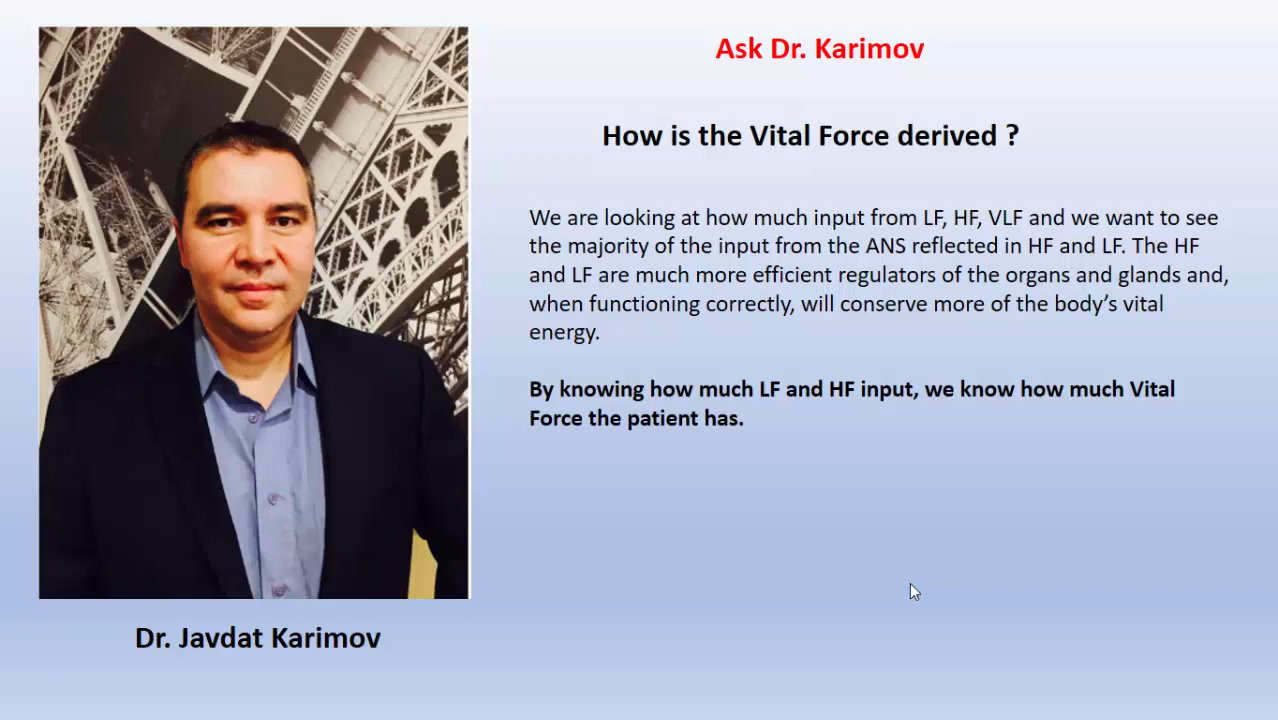 Ask Dr. Karimov
How is the Vital Force derived ?
We are looking at how much input from LF, HF, VLF and we want to see
the majority of the input from the ANS reflected in HF and LF. The HF
and LF are much more efficient regulators of the organs and glands and,
when functioning correctly, will conserve more of the body’s vital
energy.
By knowing how much LF and HF input, we know how much Vital
Force the patient has.
Dr. Javdat Karimov